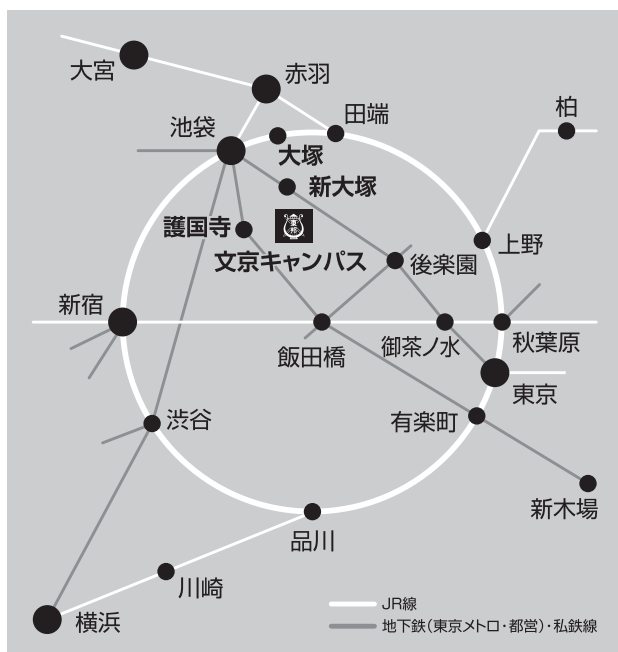 大宮
赤羽
田端
柏
池袋
大塚
新大塚
護国寺
文京キャンパス
後楽園
上野
新宿
飯田橋
御茶ノ水
秋葉原
東京
有楽町
渋谷
新木場
品川
川崎
横浜
JR線
地下鉄(東京メトロ・都営)・私鉄線